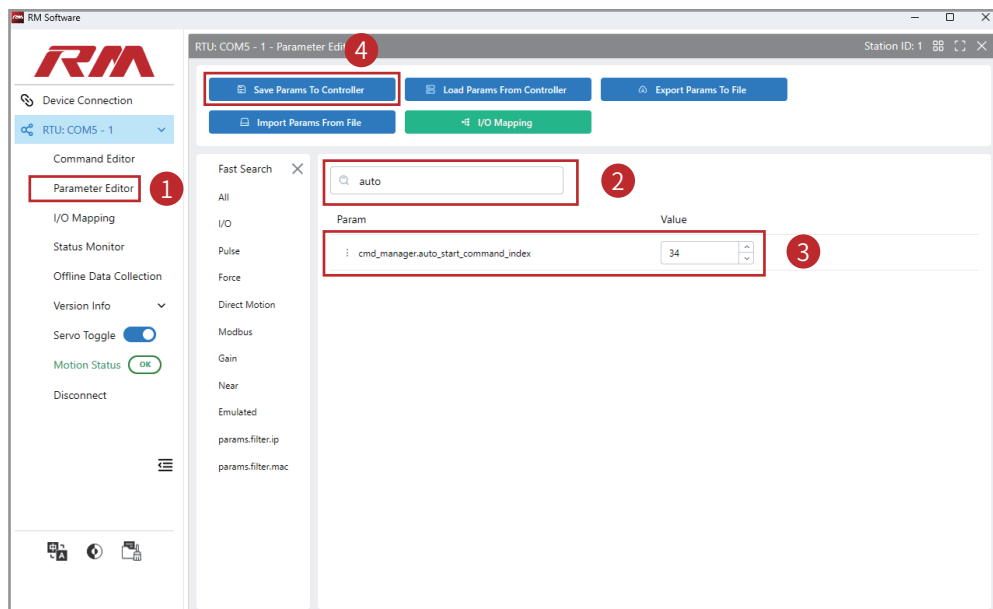 RM Software
RM
Device Connection
RTU: COM5 - 1
Command Editor
Parameter Editor
1
I/O Mapping
Status Monitor
Offline Data Collection
Version Info
Servo Toggle
Motion Status OK
Disconnect
中 A
RTU: COM5 - 1 - Parameter Edi
4
Station ID: 1
Save Params To Controller
Load Params From Controller
Export Params To File
Import Params From File
I/O Mapping
Fast Search
All
I/O
Pulse
Force
Direct Motion
Modbus
Gain
Near
Emulated
params.filter.ip
params.filter.mac
auto
2
Param Value
cmd_manager.auto_start_command_index 34
3